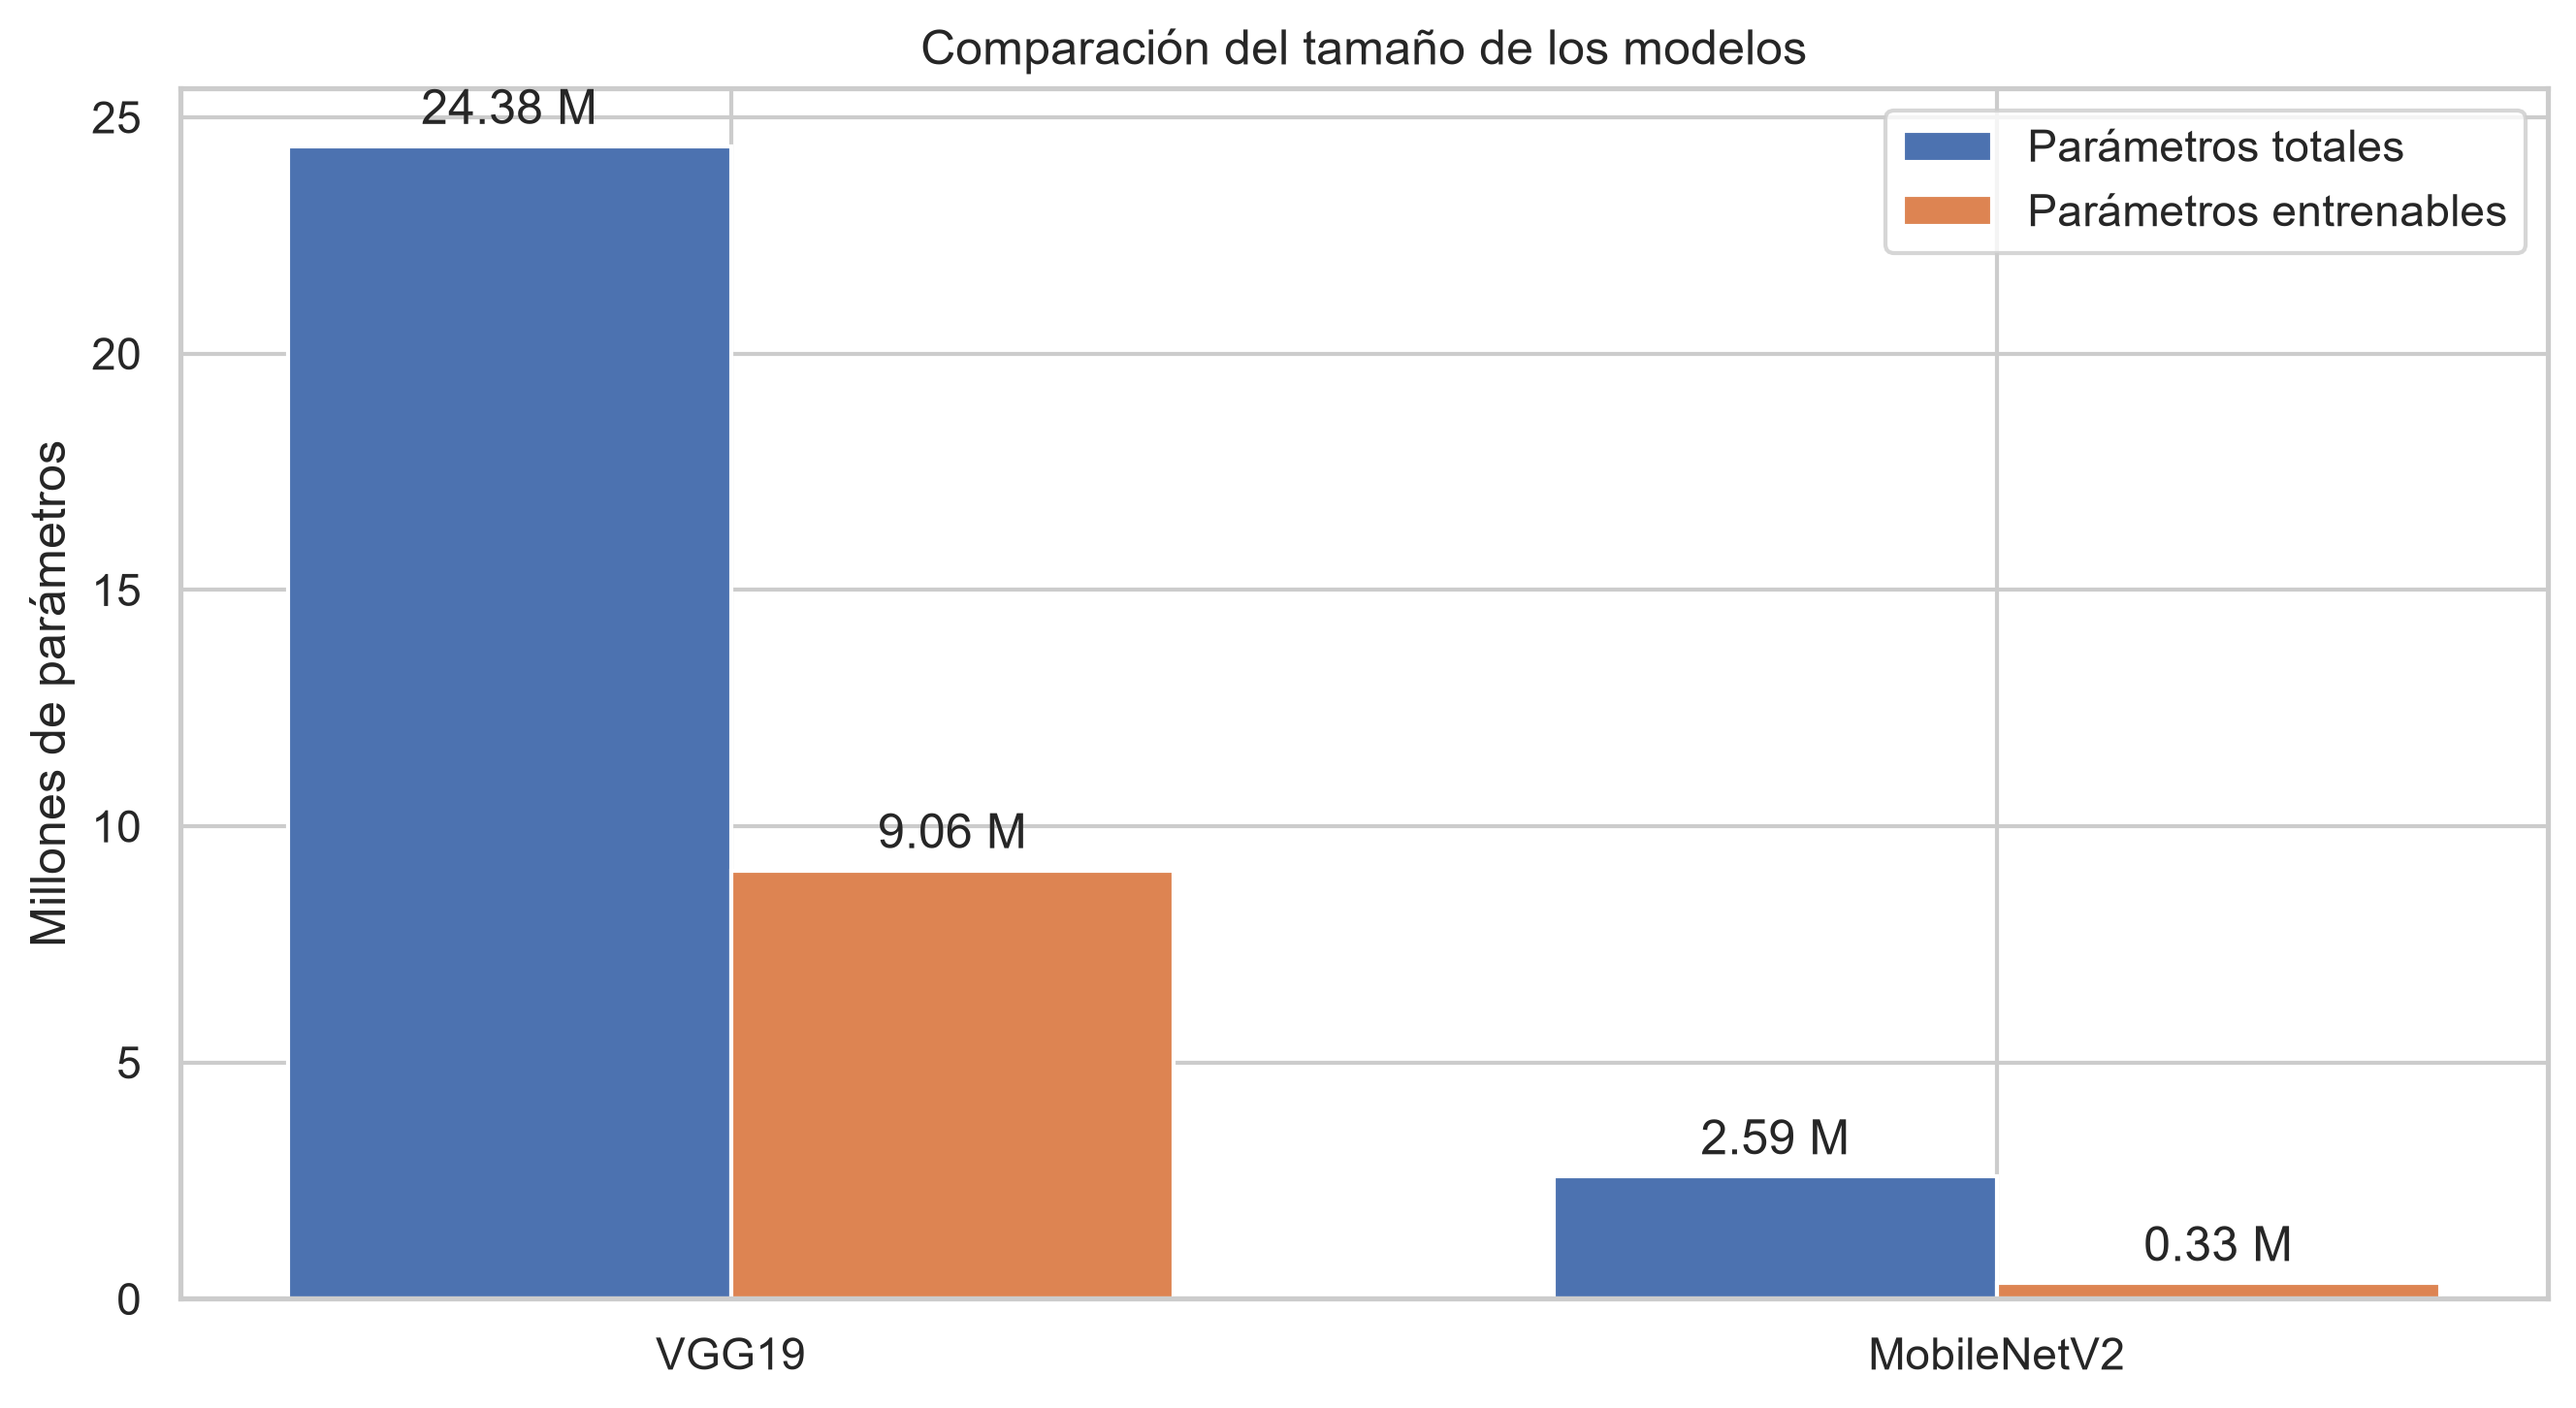 Comparación del tamaño de los modelos
Millones de parámetros
25
20
15
10
5
0
24.38 M
9.06 M
2.59 M
0.33 M
Parámetros totales
Parámetros entrenables
VGG19
MobileNetV2